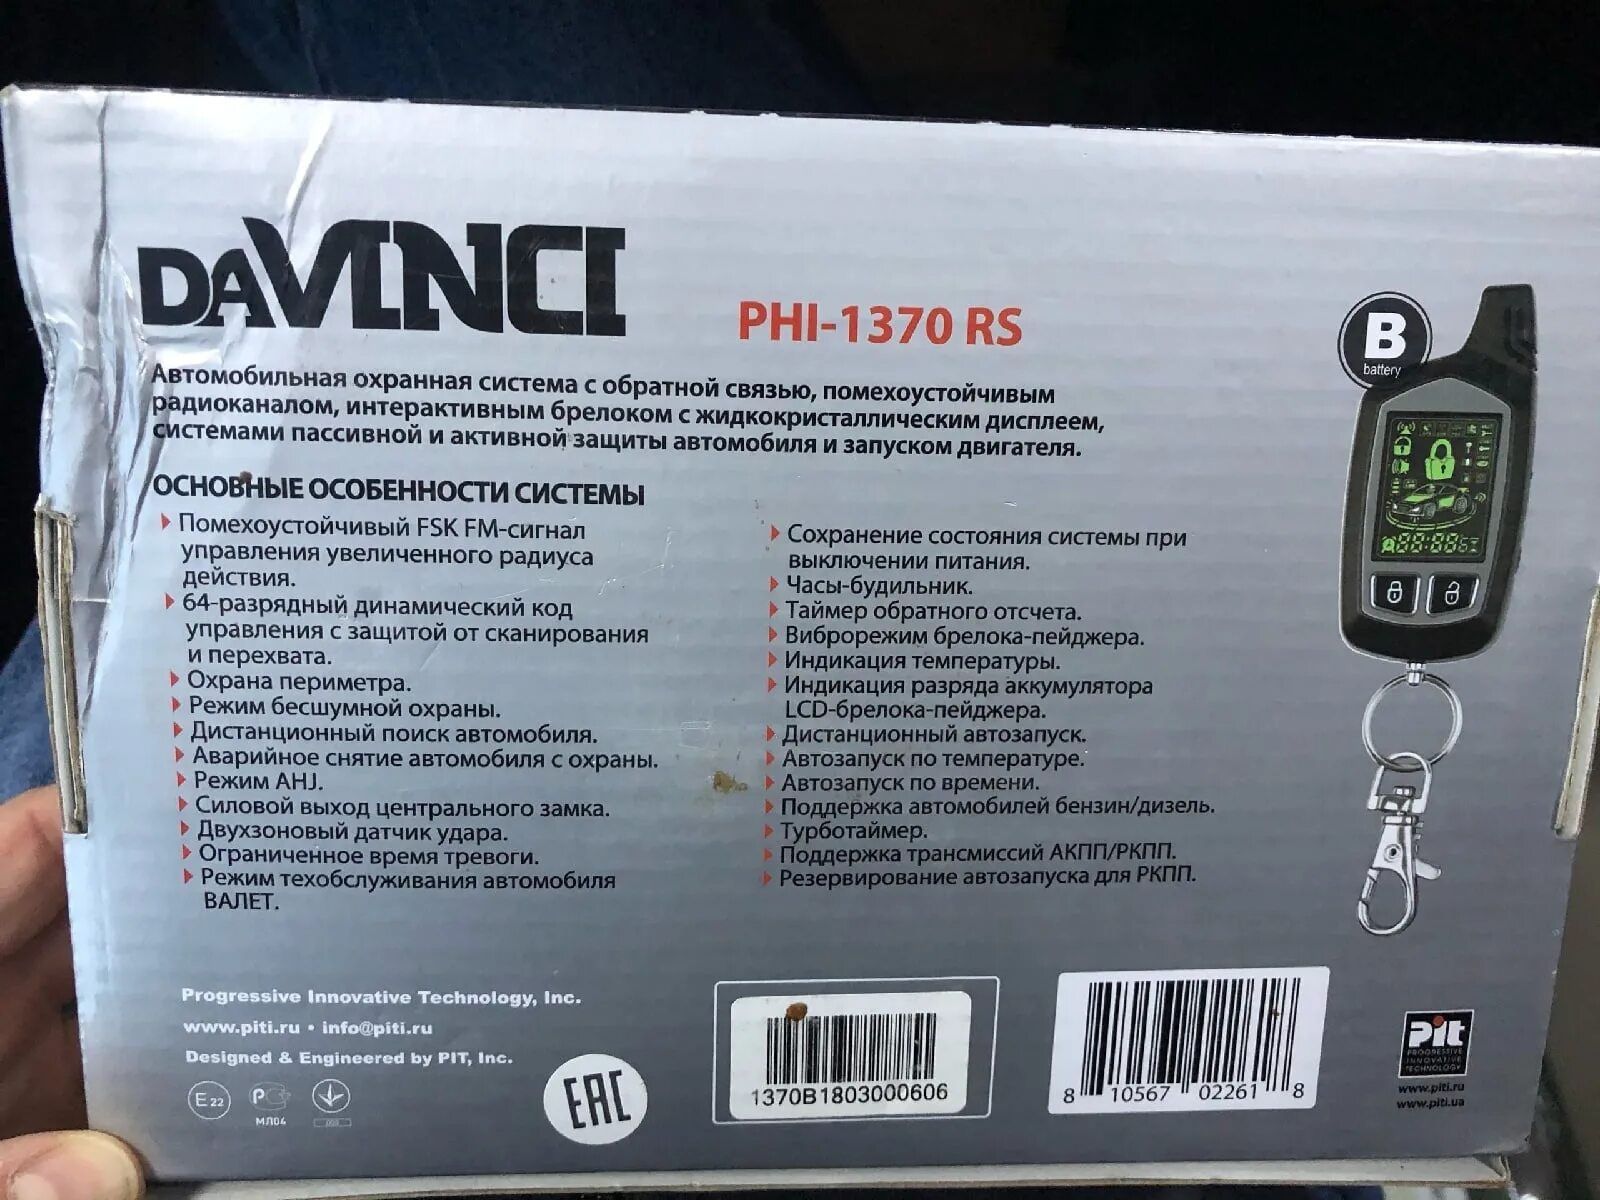 DAVINCI
PHI-1370 RS
B
battery
Автомобильная охранная система с обратной связью, помехоустойчивым
радиоканалом, интерактивным брелоком с жидкокристаллическим дисплеем,
системами пассивной и активной защиты автомобиля и запуском двигателя.
ОСНОВНЫЕ ОСОБЕННОСТИ СИСТЕМЫ
Помехоустойчивый FSK FM-сигнал
управления увеличенного радиуса
действия.
64-разрядный динамический код
управления с защитой от сканирования
и перехвата.
Охрана периметра.
Режим бесшумной охраны.
Дистанционный поиск автомобиля.
Аварийное снятие автомобиля с охраны.
Режим AHJ.
Силовой выход центрального замка.
Двухзоновый датчик удара.
Ограниченное время тревоги.
Режим техобслуживания автомобиля
ВАЛЕТ.
Сохранение состояния системы при
выключении питания.
Часы-будильник.
Таймер обратного отсчета.
Виброрежим брелока-пейджера.
Индикация температуры.
Индикация разряда аккумулятора
LCD-брелока-пейджера.
Дистанционный автозапуск.
Автозапуск по температуре.
Автозапуск по времени.
Поддержка автомобилей бензин/дизель.
Турботаймер.
Поддержка трансмиссий АКПП/РКПП.
Резервирование автозапуска для РКПП.
Progressive Innovative Technology, Inc.
www.piti.ru • info@piti.ru
Designed & Engineered by PIT, Inc.
E 22
МЛ04
EAC
1370B1803000606
8 10567 02261 8
Pit
PROGRESSIVE
INNOVATIVE
TECHNOLOGY
www.piti.ru
www.piti.ua